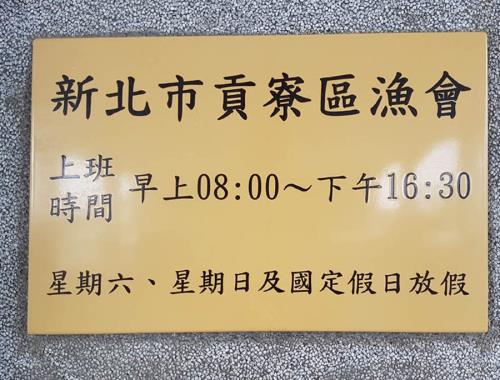 新北市貢寮區漁會
上班時間 早上08:00～下午16:30
星期六、星期日及國定假日放假